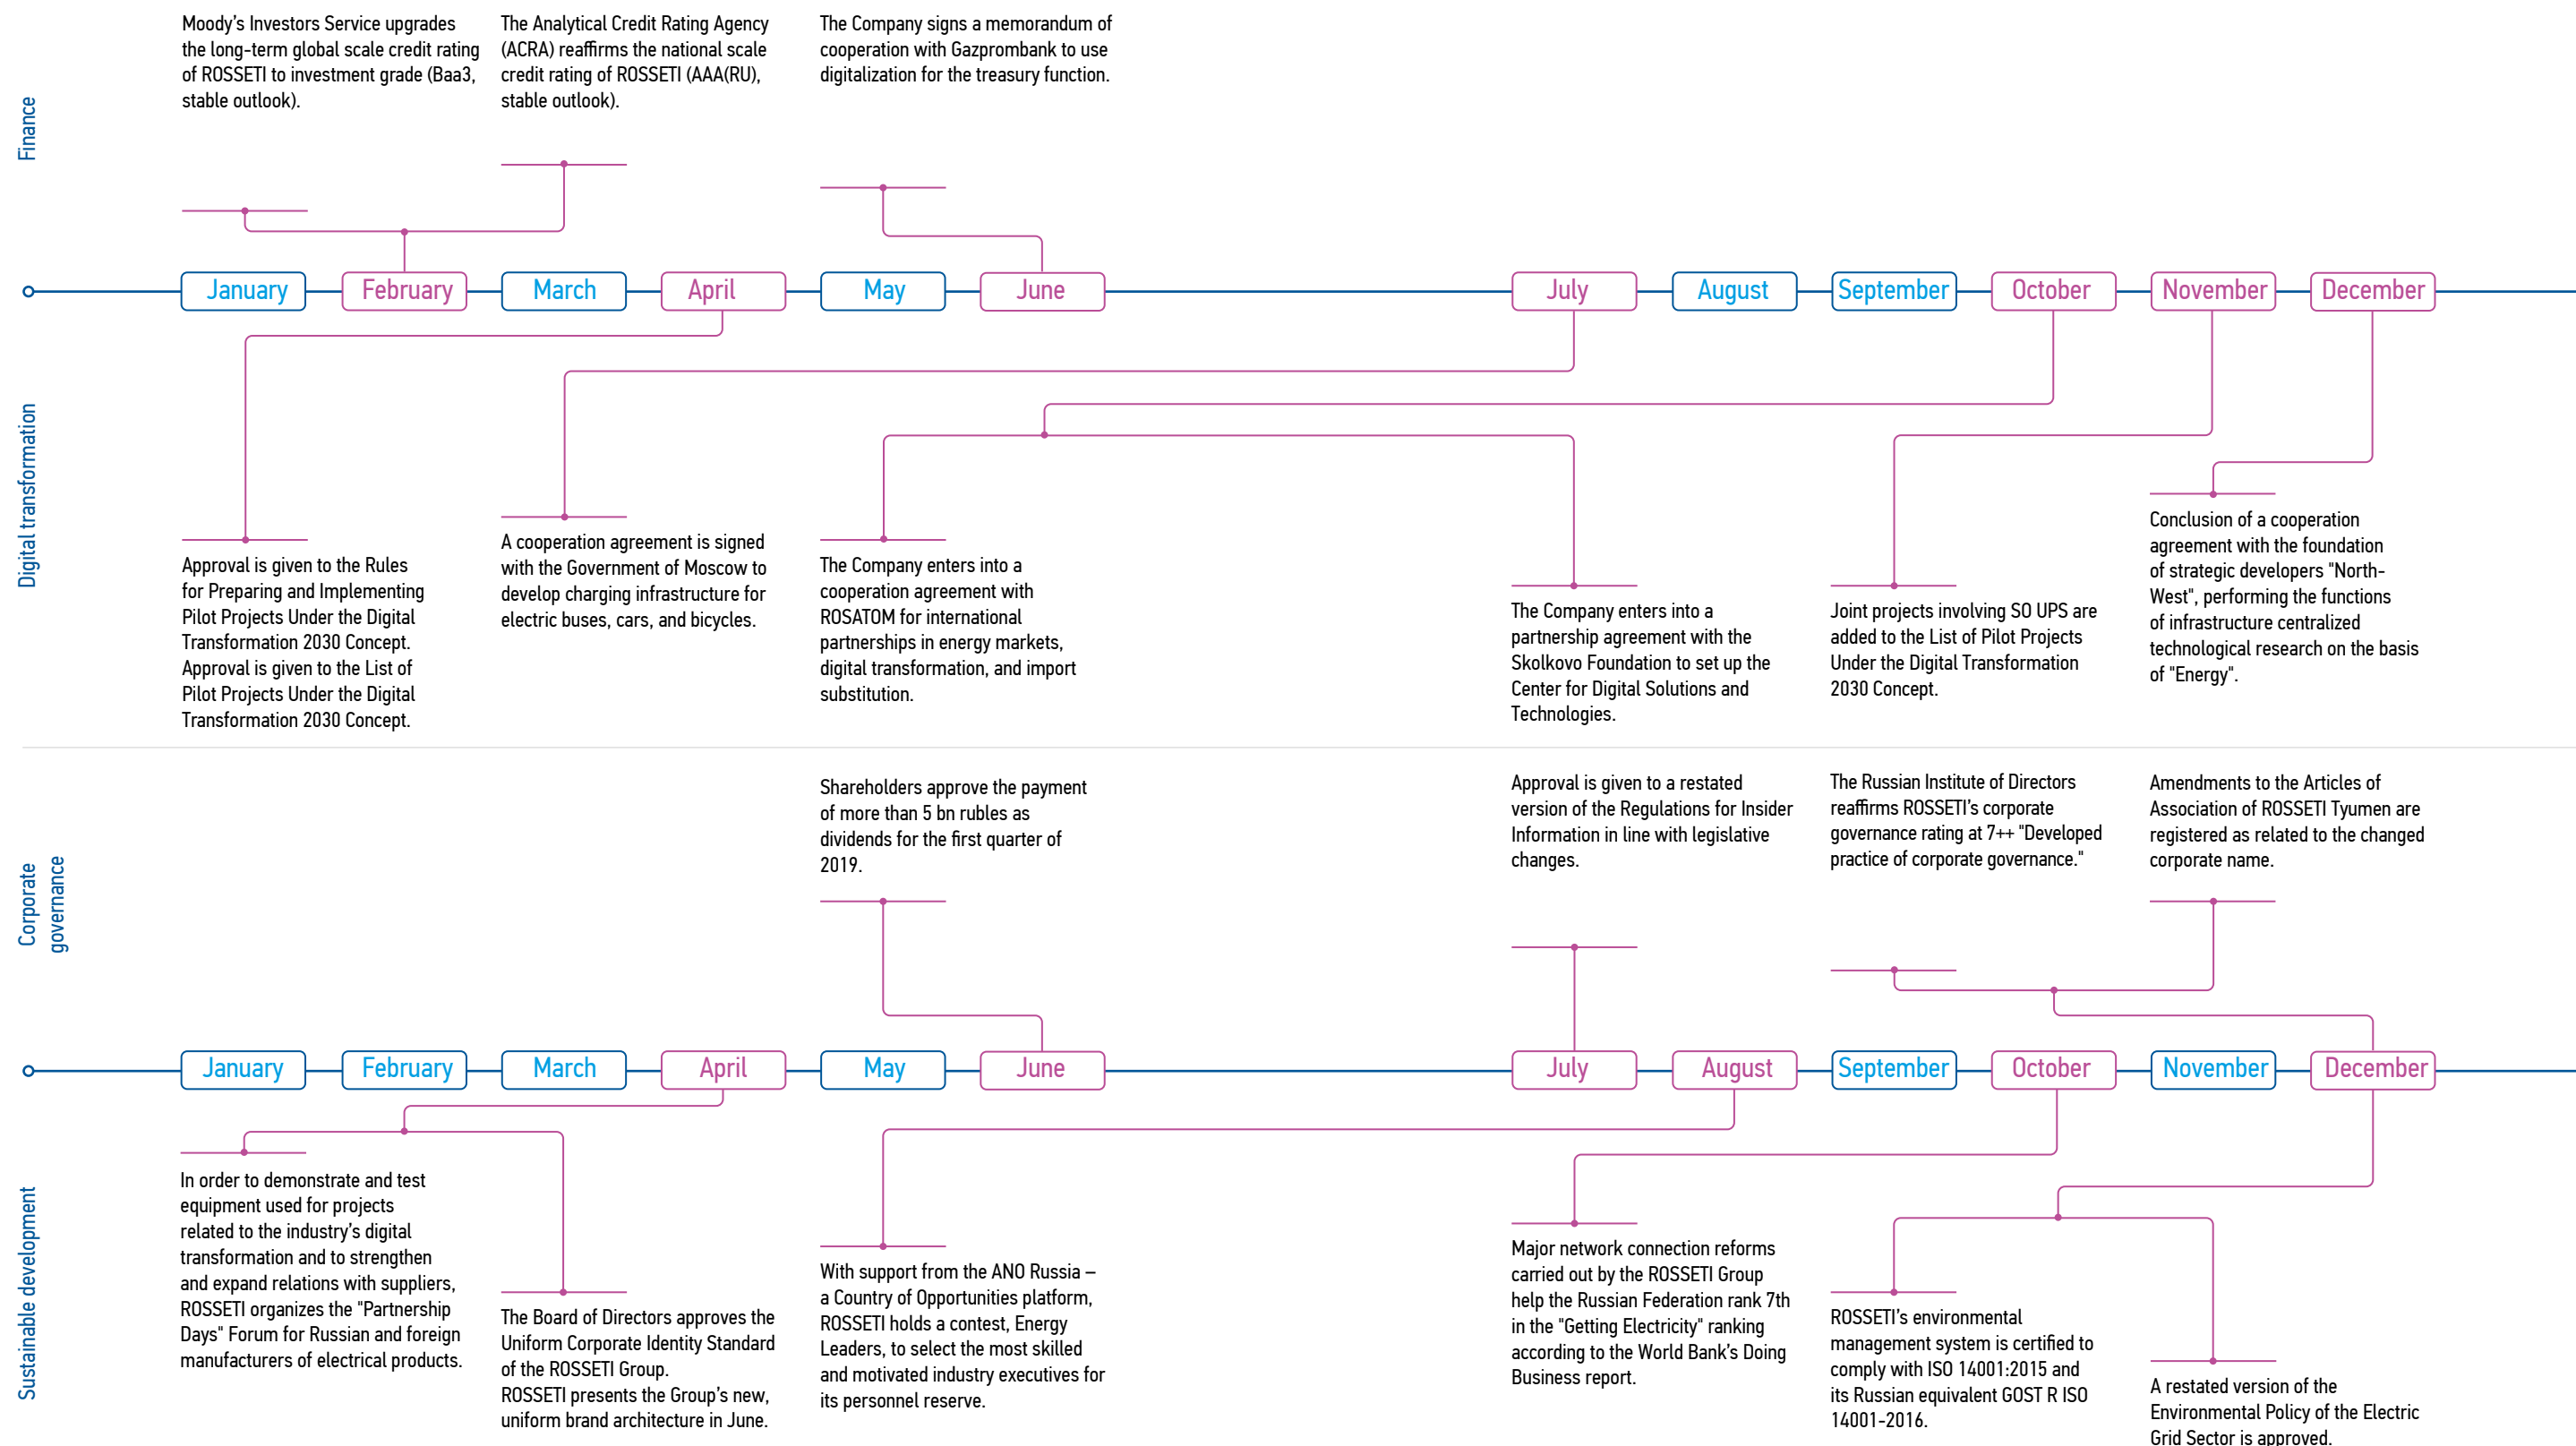 Finance
Moody's Investors Service upgrades
the long-term global scale credit rating
of ROSSETI to investment grade (Baa3,
stable outlook).
The Analytical Credit Rating Agency
(ACRA) reaffirms the national scale
credit rating of ROSSETI (AAA(RU),
stable outlook).
The Company signs a memorandum of
cooperation with Gazprombank to use
digitalization for the treasury function.
January
February
March
April
May
June
July
August
September
October
November
December
Digital transformation
Approval is given to the Rules
for Preparing and Implementing
Pilot Projects Under the Digital
Transformation 2030 Concept.
Approval is given to the List of
Pilot Projects Under the Digital
Transformation 2030 Concept.
A cooperation agreement is signed
with the Government of Moscow to
develop charging infrastructure for
electric buses, cars, and bicycles.
The Company enters into a
cooperation agreement with
ROSATOM for international
partnerships in energy markets,
digital transformation, and import
substitution.
The Company enters into a
partnership agreement with the
Skolkovo Foundation to set up the
Center for Digital Solutions and
Technologies.
Joint projects involving SO UPS are
added to the List of Pilot Projects
Under the Digital Transformation
2030 Concept.
Conclusion of a cooperation
agreement with the foundation
of strategic developers "North-
West", performing the functions
of infrastructure centralized
technological research on the basis
of "Energy".
Corporate
governance
Shareholders approve the payment
of more than 5 bn rubles as
dividends for the first quarter of
2019.
Approval is given to a restated
version of the Regulations for Insider
Information in line with legislative
changes.
The Russian Institute of Directors
reaffirms ROSSETI's corporate
governance rating at 7++ "Developed
practice of corporate governance."
Amendments to the Articles of
Association of ROSSETI Tyumen are
registered as related to the changed
corporate name.
January
February
March
April
May
June
July
August
September
October
November
December
Sustainable development
In order to demonstrate and test
equipment used for projects
related to the industry's digital
transformation and to strengthen
and expand relations with suppliers,
ROSSETI organizes the "Partnership
Days" Forum for Russian and foreign
manufacturers of electrical products.
The Board of Directors approves the
Uniform Corporate Identity Standard
of the ROSSETI Group.
ROSSETI presents the Group's new,
uniform brand architecture in June.
With support from the ANO Russia –
a Country of Opportunities platform,
ROSSETI holds a contest, Energy
Leaders, to select the most skilled
and motivated industry executives for
its personnel reserve.
Major network connection reforms
carried out by the ROSSETI Group
help the Russian Federation rank 7th
in the "Getting Electricity" ranking
according to the World Bank's Doing
Business report.
ROSSETI's environmental
management system is certified to
comply with ISO 14001:2015 and
its Russian equivalent GOST R ISO
14001-2016.
A restated version of the
Environmental Policy of the Electric
Grid Sector is approved.